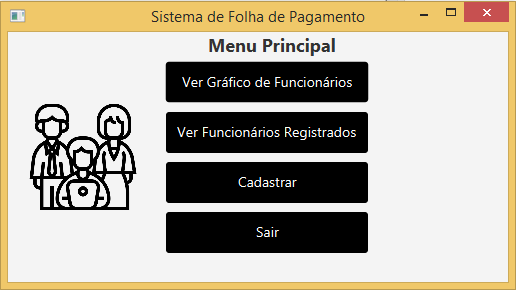 Sistema de Folha de Pagamento
Menu Principal
Ver Gráfico de Funcionários
Ver Funcionários Registrados
Cadastrar
Sair